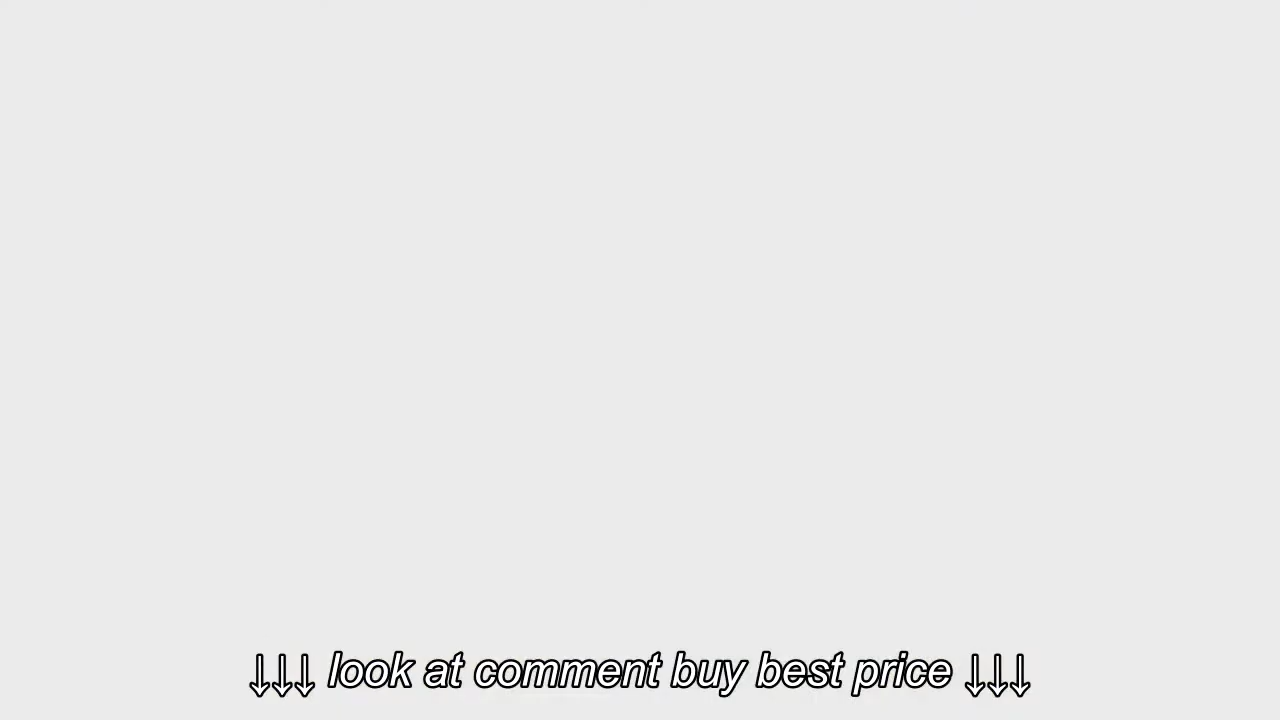 ↓↓↓ look at comment buy best price ↓↓↓